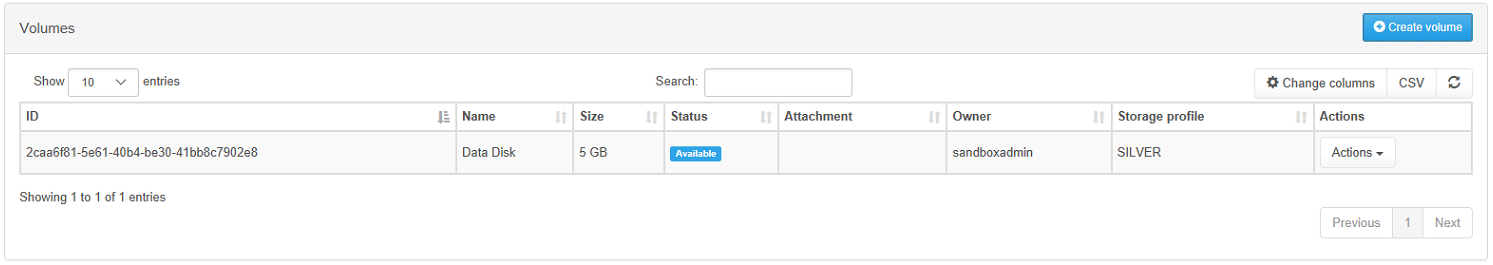 Volumes
Create volume
Show 10 entries
Search:
Change columns CSV
ID Name Size Status Attachment Owner Storage profile Actions
2caa6f81-5e61-40b4-be30-41bb8c7902e8 Data Disk 5 GB Available sandboxadmin SILVER Actions
Showing 1 to 1 of 1 entries
Previous 1 Next